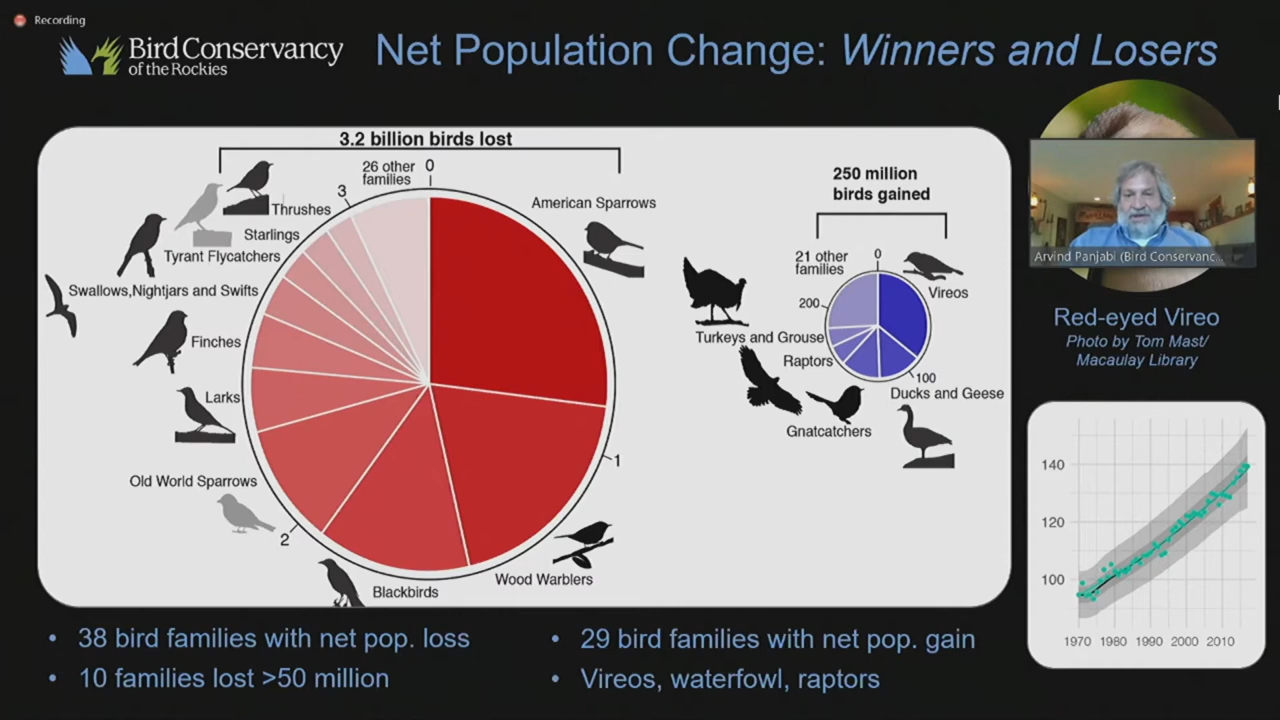 Recording
Bird Conservancy
of the Rockies
Net Population Change: Winners and Losers
3.2 billion birds lost
26 other
families
0
3
Thrushes
Starlings
Tyrant Flycatchers
Swallows,Nightjars and Swifts
Finches
Larks
Old World Sparrows
2
Blackbirds
Wood Warblers
1
American Sparrows
250 million
birds gained
21 other
families
0
200
Vireos
Turkeys and Grouse
Raptors
100
Ducks and Geese
Gnatcatchers
Arvind Panjabi (Bird Conservanc...
Red-eyed Vireo
Photo by Tom Mast/
Macaulay Library
140
120
100
1970 1980 1990 2000 2010
• 38 bird families with net pop. loss
• 10 families lost >50 million
• 29 bird families with net pop. gain
• Vireos, waterfowl, raptors